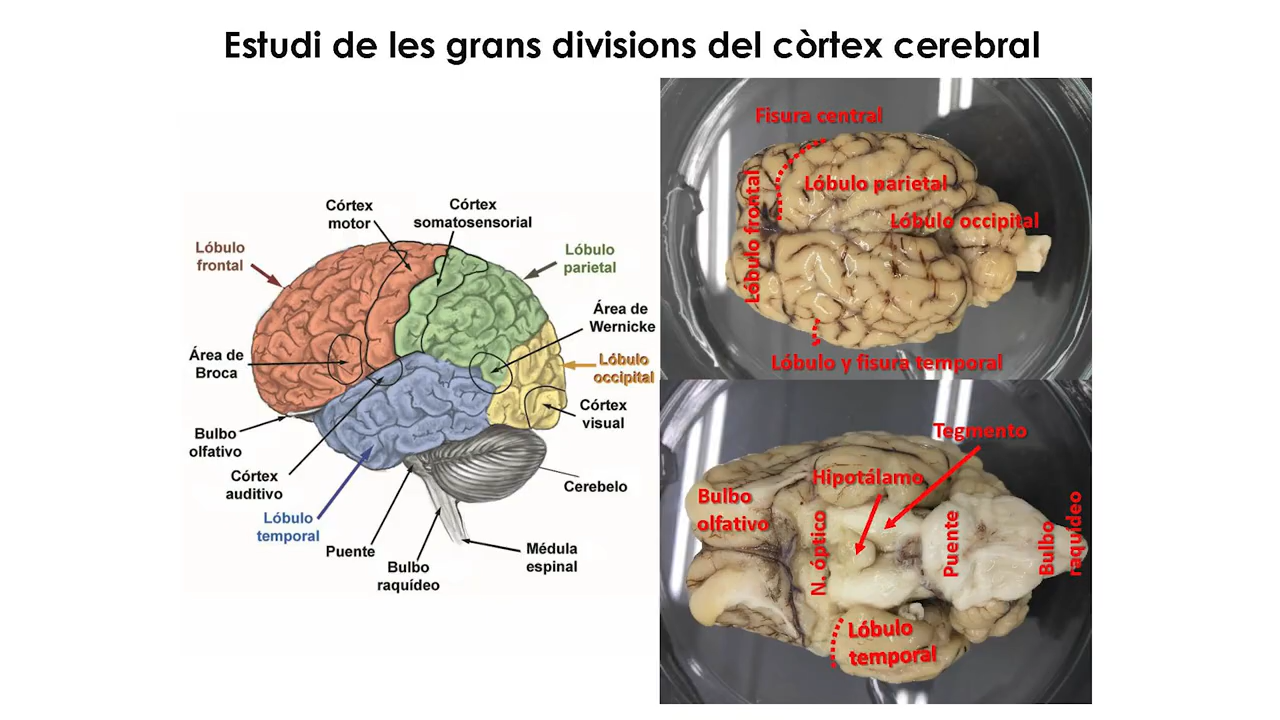 Estudi de les grans divisions del còrtex cerebral
Córtex
motor
Córtex
somatosensorial
Lóbulo
frontal
Lóbulo
parietal
Área de
Wernicke
Área de
Broca
Lóbulo
occipital
Córtex
visual
Bulbo
olfativo
Córtex
auditivo
Cerebelo
Lóbulo
temporal
Puente
Bulbo
raquídeo
Médula
espinal
Fisura central
Lóbulo parietal
Lóbulo frontal
Lóbulo occipital
Lóbulo y fisura temporal
Tegmento
Hipotálamo
Bulbo
olfativo
N. óptico
Puente
Bulbo
raquídeo
Lóbulo
temporal